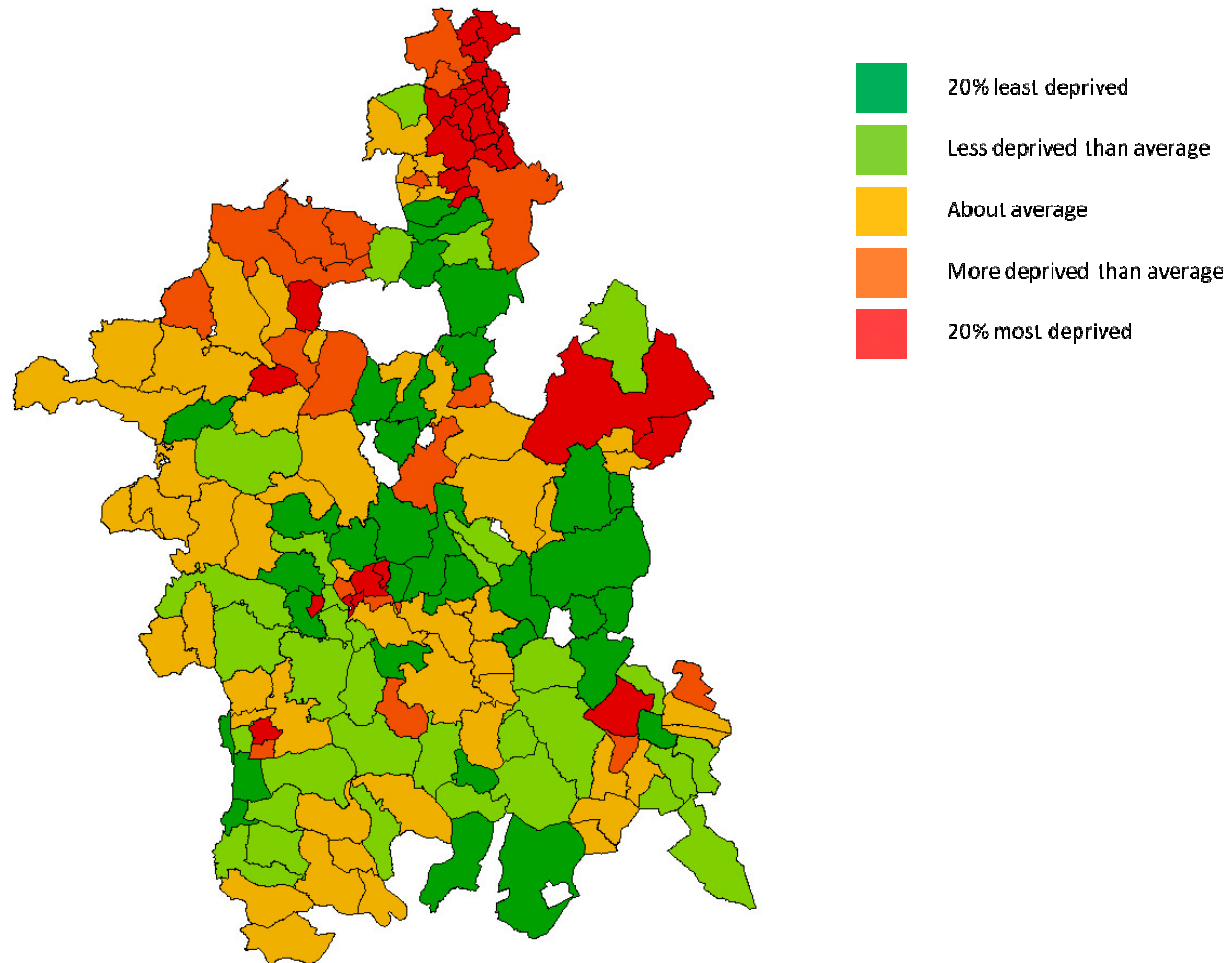 20% least deprived
Less deprived than average
About average
More deprived than average
20% most deprived